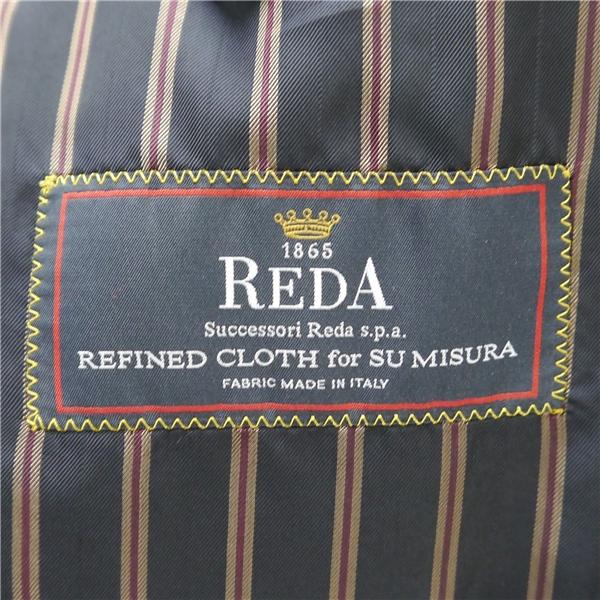 1865
REDA
Successori Reda s.p.a.
REFINED CLOTH for SU MISURA
FABRIC MADE IN ITALY